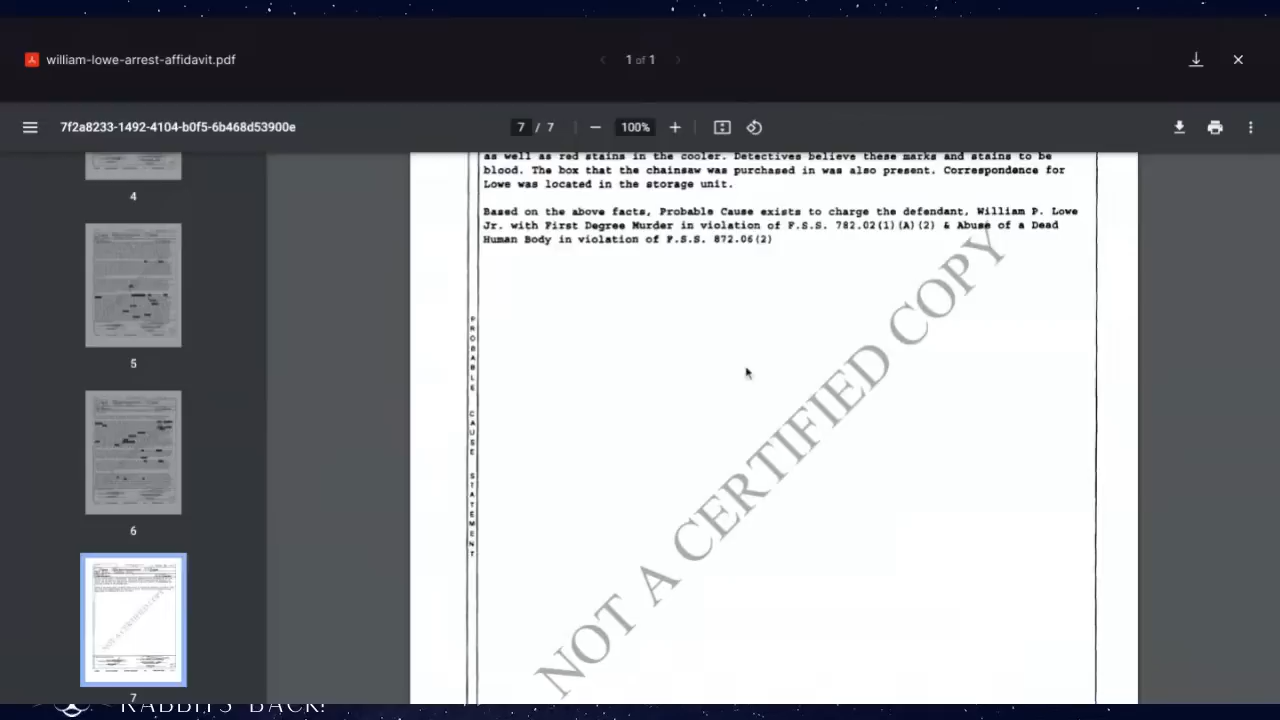 william-lowe-arrest-affidavit.pdf
1 of 1
7f2a8233-1492-4104-b0f5-6b468d53900e
7 / 7
100%
as well as red stains in the cooler. Detectives believe these marks and stains to be
blood. The box that the chainsaw was purchased in was also present. Correspondence for
Lowe was located in the storage unit.
Based on the above facts, Probable Cause exists to charge the defendant, William P. Lowe
Jr. with First Degree Murder in violation of F.S.S. 782.02(1)(A)(2) & Abuse of a Dead
Human Body in violation of F.S.S. 872.06(2)
PROBABLE CAUSE STATEMENT
NOT A CERTIFIED COPY
4
5
6
7
RABBITS BACK!